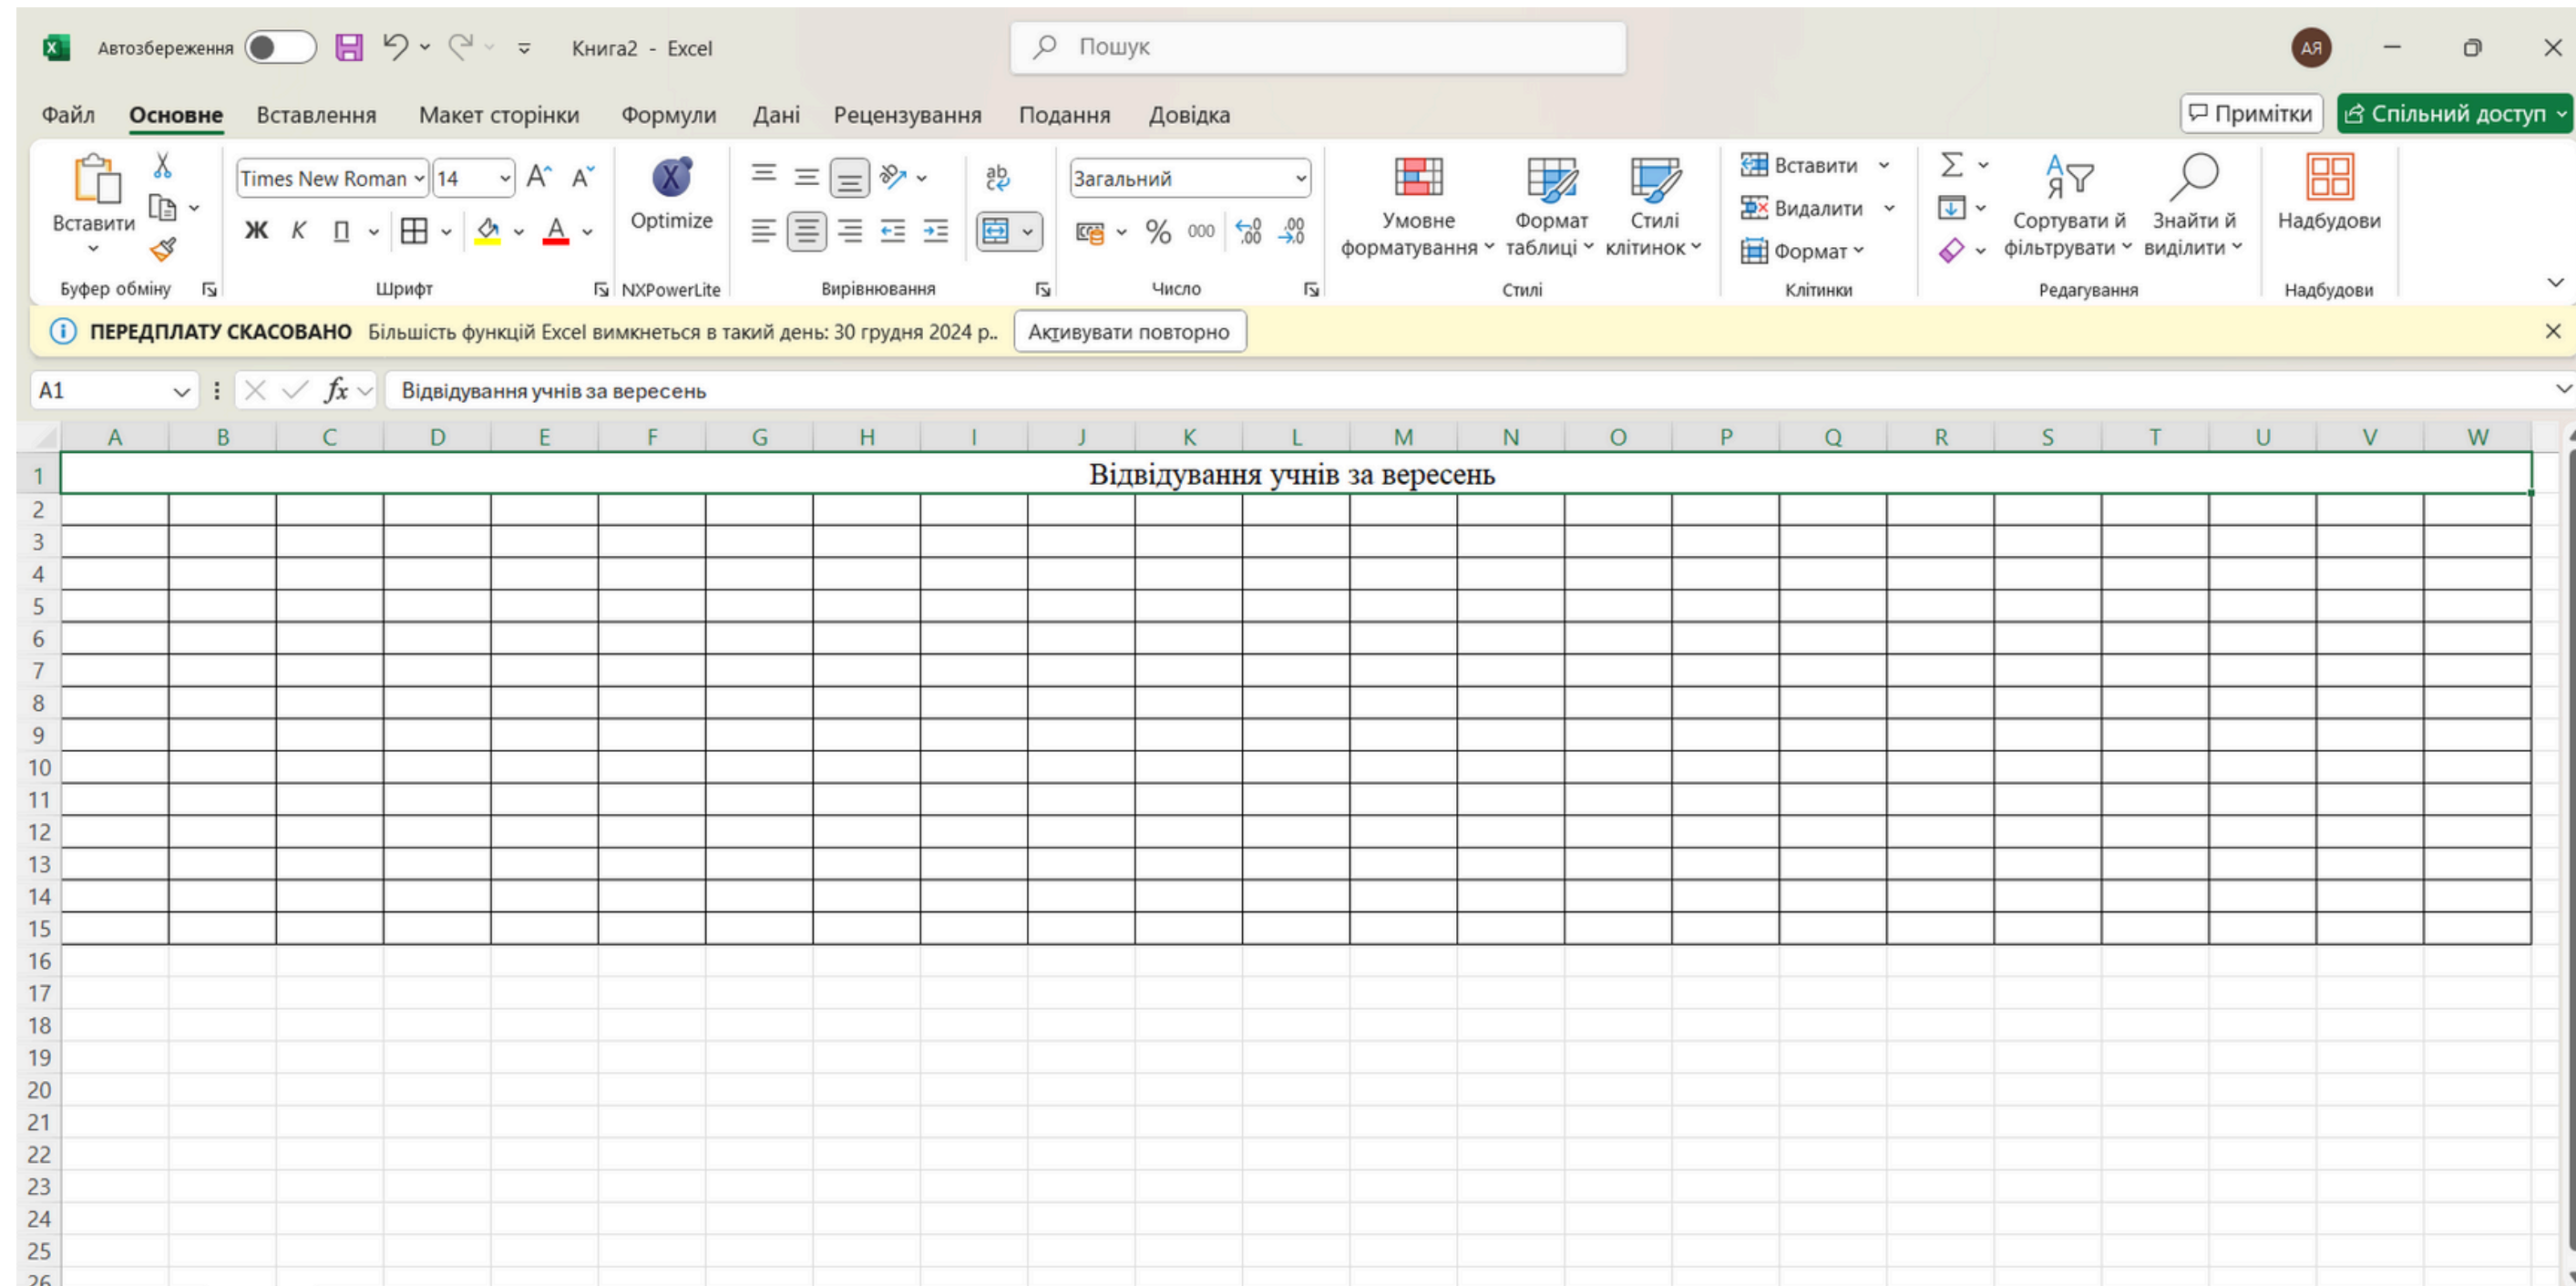 Автозбереження Книга2 - Excel Пошук АЯ
Файл Основне Вставлення Макет сторінки Формули Дані Рецензування Подання Довідка Примітки Спільний доступ
Вставити Times New Roman 14 Optimize Загальний Умовне форматування Формат таблиці Стилі клітинок Вставити Видалити Формат Сортувати й фільтрувати Знайти й виділити Надбудови
Ж К П А % 000
Буфер обміну Шрифт NXPowerLite Вирівнювання Число Стилі Клітинки Редагування Надбудови
ПЕРЕДПЛАТУ СКАСОВАНО Більшість функцій Excel вимкнеться в такий день: 30 грудня 2024 р.. Активувати повторно
A1 fx Відвідування учнів за вересень
A B C D E F G H I J K L M N O P Q R S T U V W
1 Відвідування учнів за вересень
2
3
4
5
6
7
8
9
10
11
12
13
14
15
16
17
18
19
20
21
22
23
24
25
26